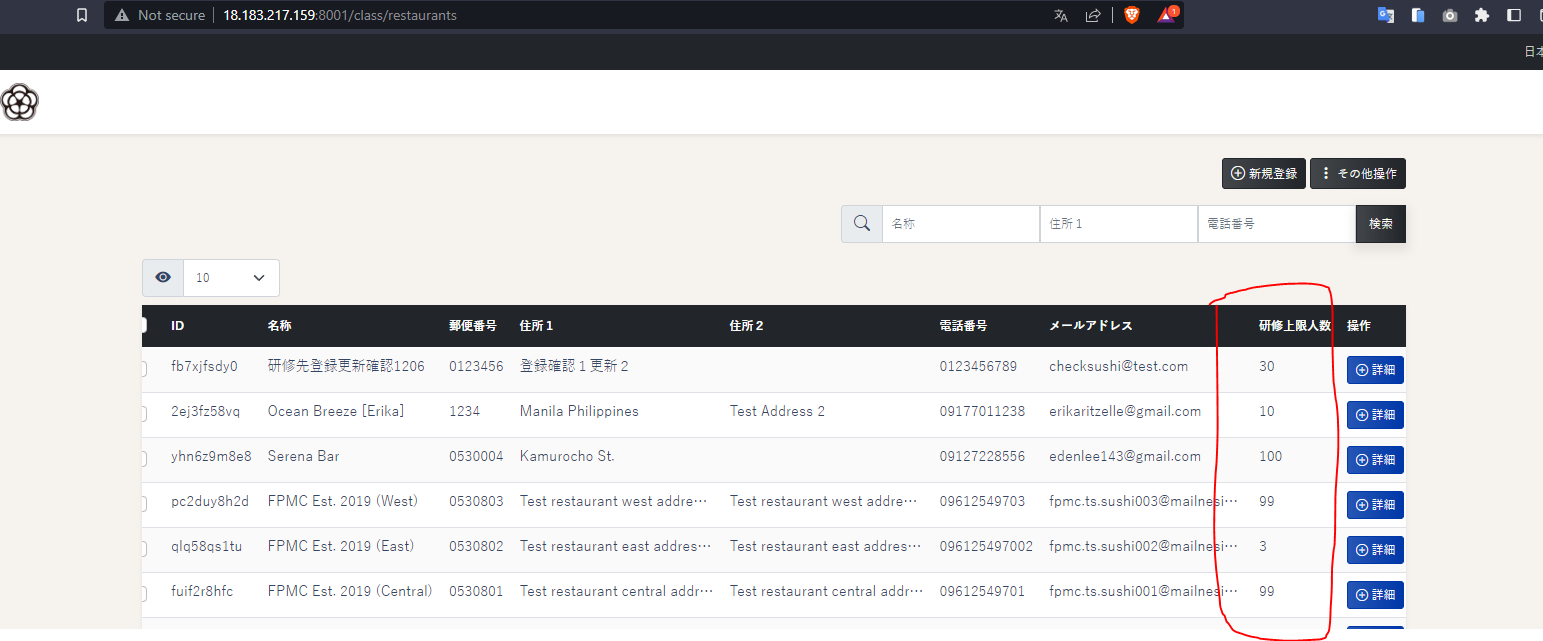 Not secure 18.183.217.159:8001/class/restaurants 1
日本
新規登録 その他操作
名称 住所１ 電話番号 検索
10
ID 名称 郵便番号 住所１ 住所２ 電話番号 メールアドレス 研修上限人数 操作
fb7xjfsdy0 研修先登録更新確認1206 0123456 登録確認１更新２ 0123456789 checksushi@test.com 30 詳細
2ej3fz58vq Ocean Breeze [Erika] 1234 Manila Philippines Test Address 2 09177011238 erikaritzelle@gmail.com 10 詳細
yhn6z9m8e8 Serena Bar 0530004 Kamurocho St. 09127228556 edenlee143@gmail.com 100 詳細
pc2duy8h2d FPMC Est. 2019 (West) 0530803 Test restaurant west addre… Test restaurant west addre… 09612549703 fpmc.ts.sushi003@mailnesi… 99 詳細
qlq58qs1tu FPMC Est. 2019 (East) 0530802 Test restaurant east addres… Test restaurant east addres… 096125497002 fpmc.ts.sushi002@mailnesi… 3 詳細
fuif2r8hfc FPMC Est. 2019 (Central) 0530801 Test restaurant central addr… Test restaurant central addr… 09612549701 fpmc.ts.sushi001@mailnesi… 99 詳細